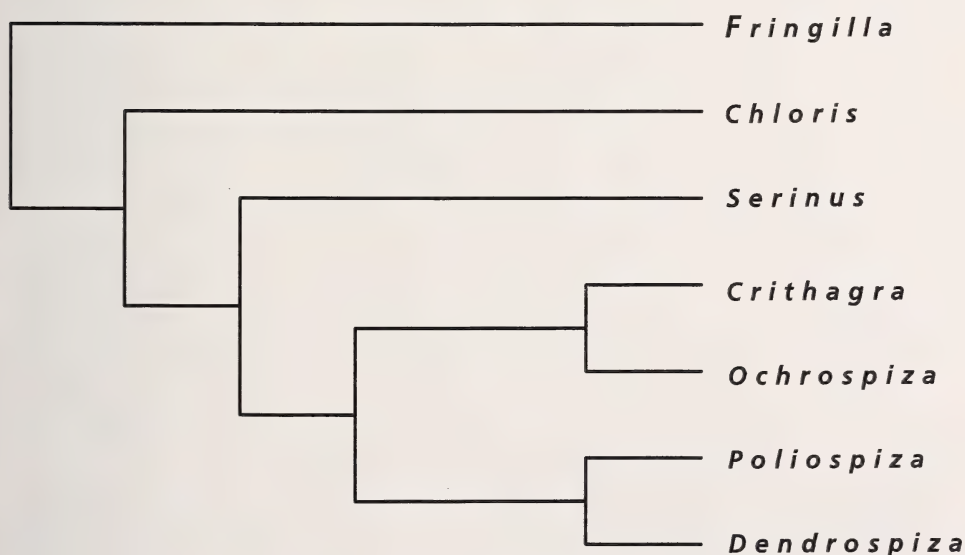 Fringilla
Chloris
Serinus
Crithagra
Ochrospiza
Poliospiza
Dendrospiza